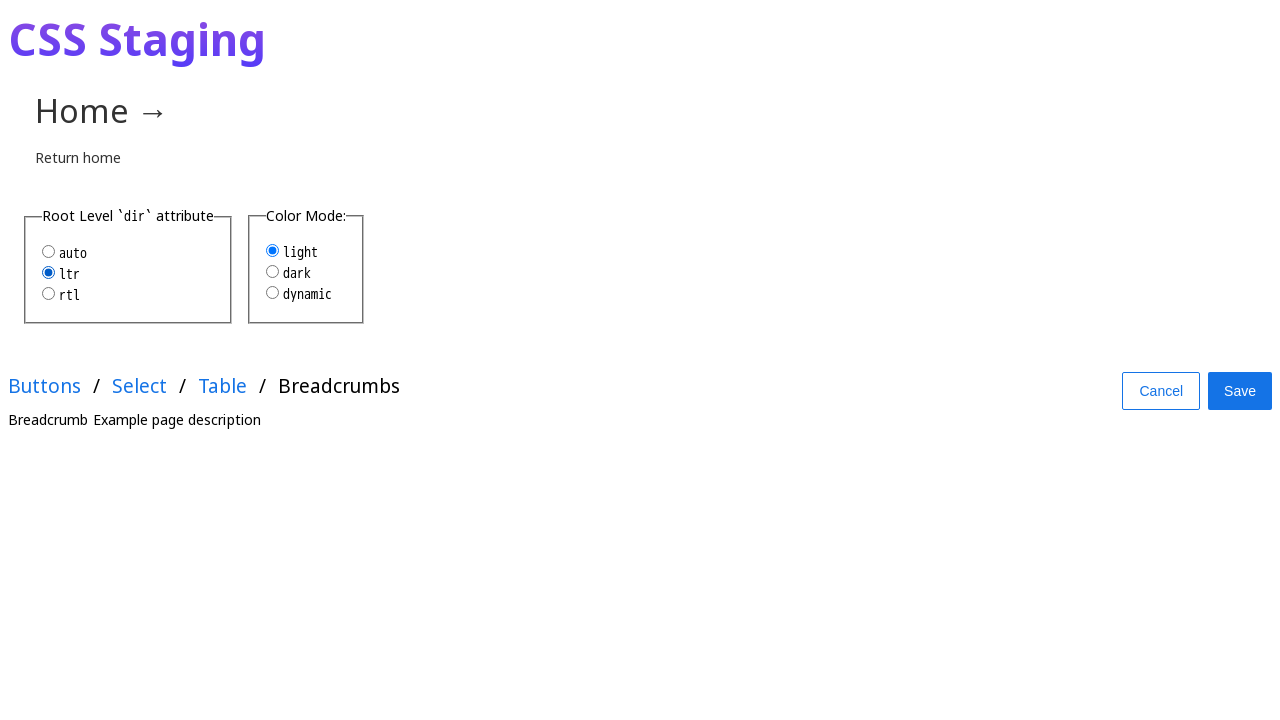 CSS Staging
Home →
Return home
Root Level `dir` attribute
auto
ltr
rtl
Color Mode:
light
dark
dynamic
Buttons / Select / Table / Breadcrumbs
Cancel
Save
Breadcrumb Example page description